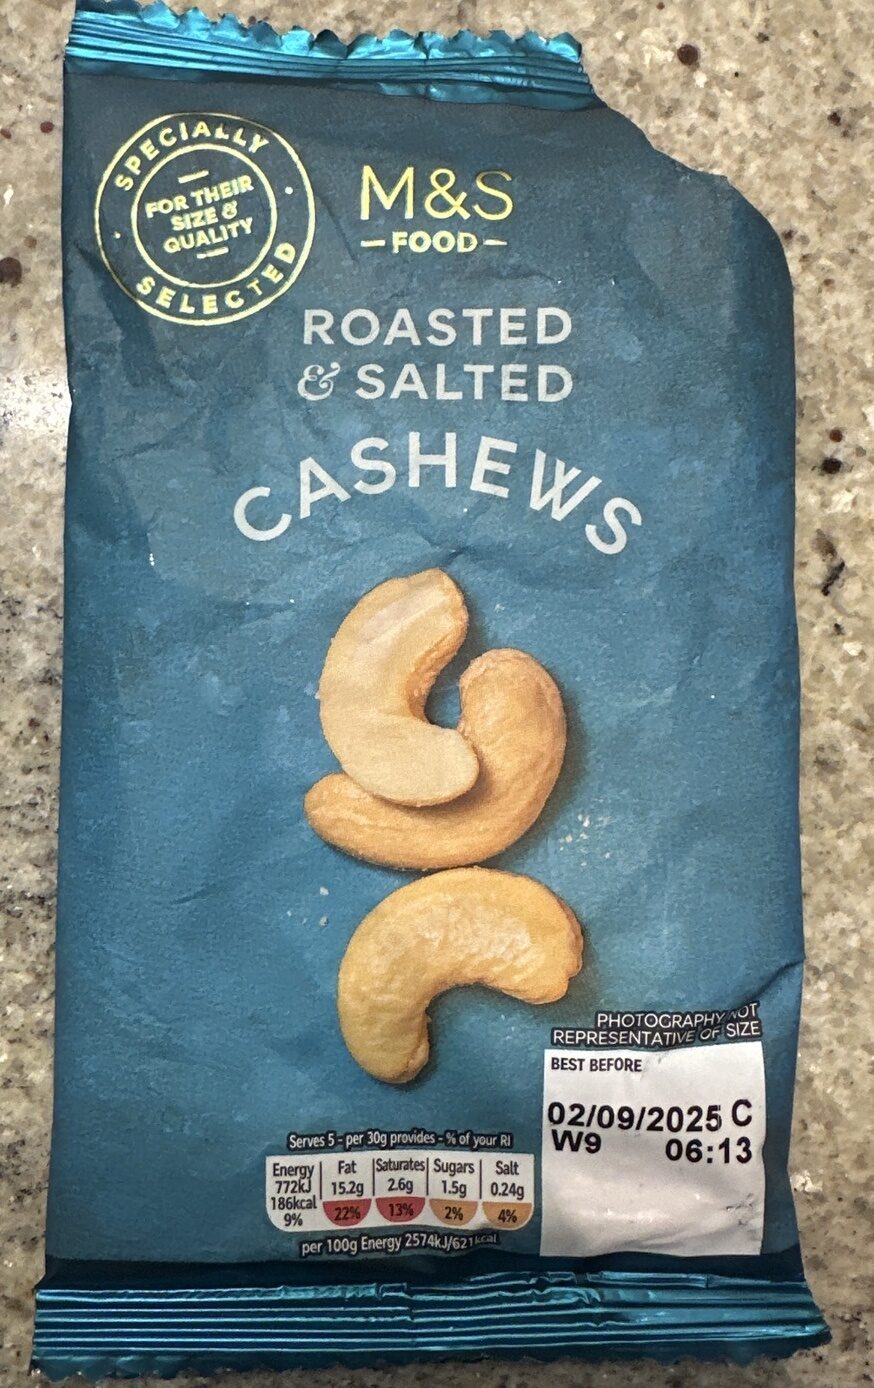 SPECIALLY
FOR THEIR
SIZE &
QUALITY
SELECTED
M&S
FOOD
ROASTED
& SALTED
CASHEWS
PHOTOGRAPHY NOT
REPRESENTATIVE OF SIZE
BEST BEFORE
02/09/2025 C
W9 06:13
Serves 5 - per 30g provides - % of your RI
Energy Fat Saturates Sugars Salt
772kJ 15.2g 2.6g 1.5g 0.24g
186kcal
9% 22% 13% 2% 4%
per 100g Energy 2574kJ/621kcal